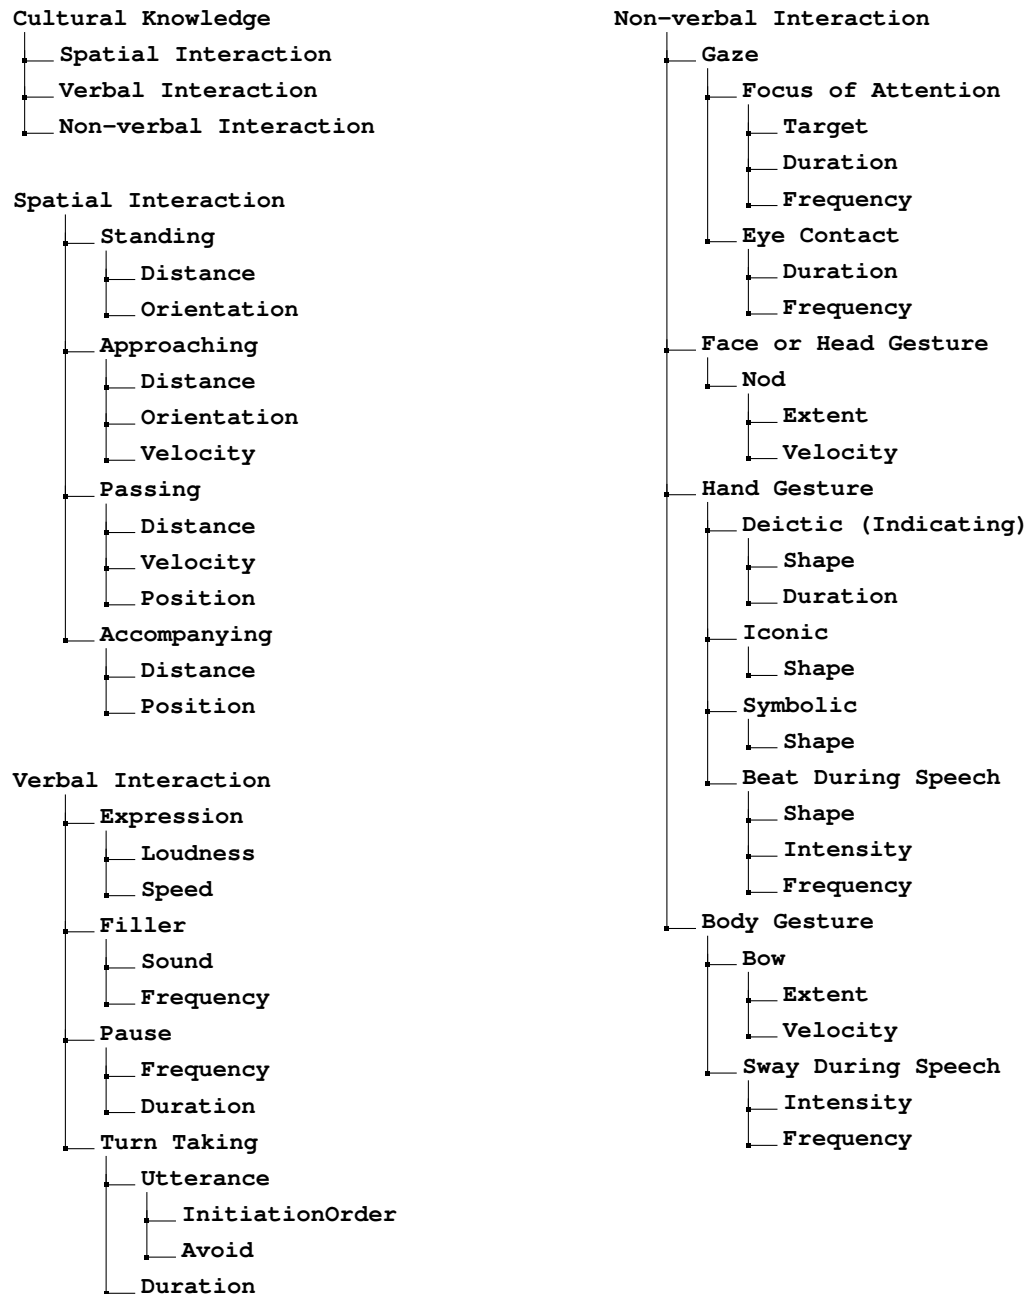 Cultural Knowledge
Spatial Interaction
Verbal Interaction
Non-verbal Interaction
Spatial Interaction
Standing
Distance
Orientation
Approaching
Distance
Orientation
Velocity
Passing
Distance
Velocity
Position
Accompanying
Distance
Position
Verbal Interaction
Expression
Loudness
Speed
Filler
Sound
Frequency
Pause
Frequency
Duration
Turn Taking
Utterance
InitiationOrder
Avoid
Duration
Non-verbal Interaction
Gaze
Focus of Attention
Target
Duration
Frequency
Eye Contact
Duration
Frequency
Face or Head Gesture
Nod
Extent
Velocity
Hand Gesture
Deictic (Indicating)
Shape
Duration
Iconic
Shape
Symbolic
Shape
Beat During Speech
Shape
Intensity
Frequency
Body Gesture
Bow
Extent
Velocity
Sway During Speech
Intensity
Frequency